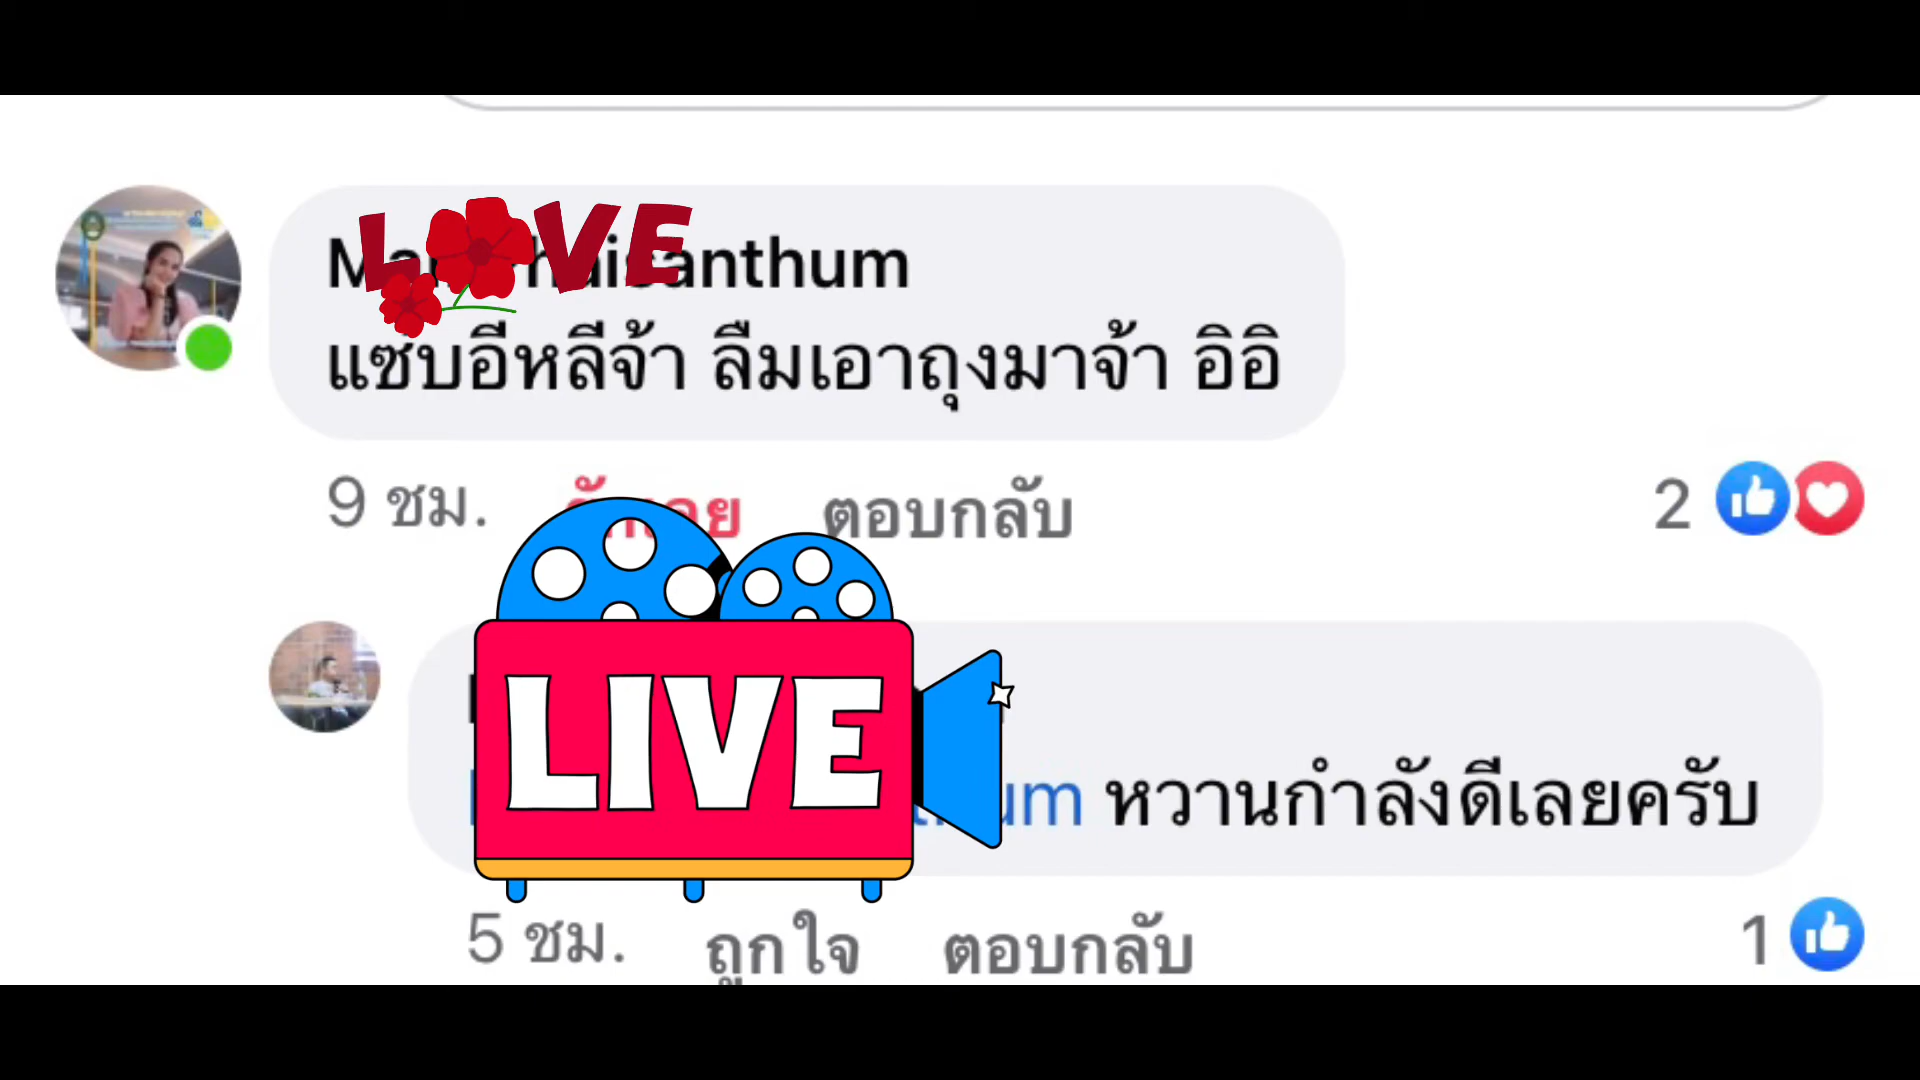 LOVE
แซ่บอีหลีจ้า ลืมเอาถุงมาจ้า อิอิ
9 ชม. ตอบกลับ
2
LIVE
หวานกำลังดีเลยครับ
5 ชม. ถูกใจ ตอบกลับ
1